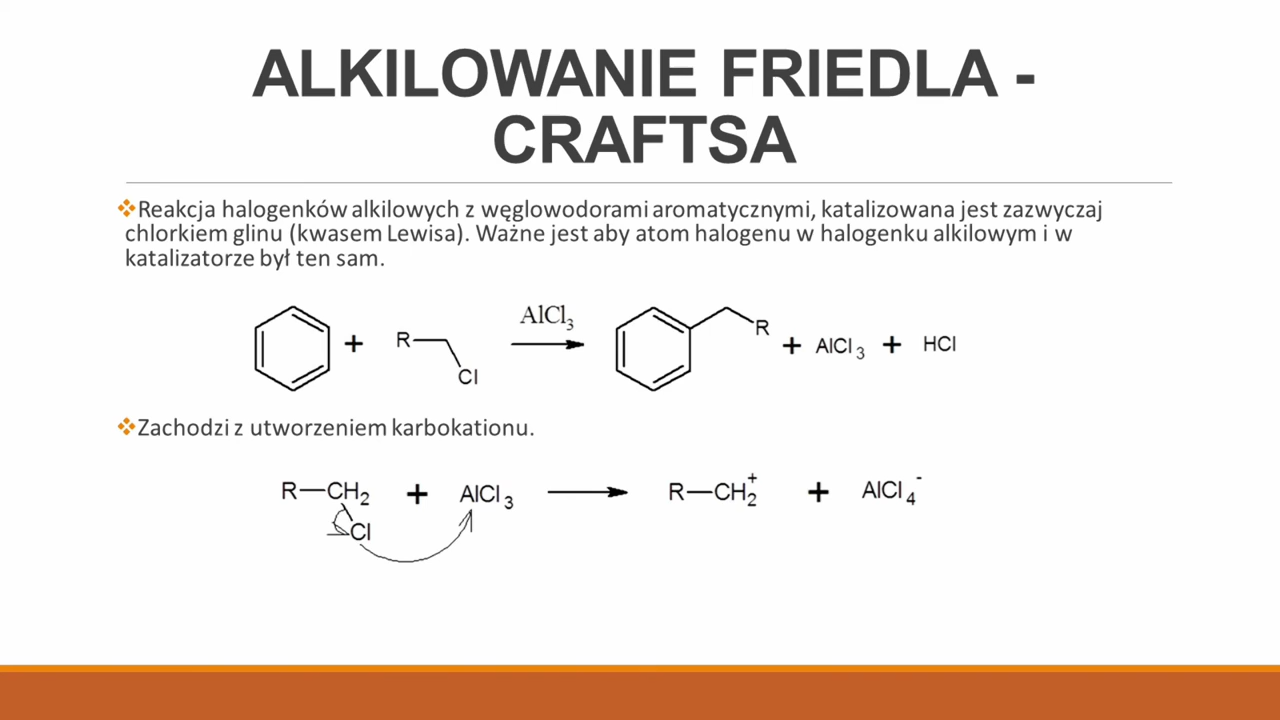 ALKILOWANIE FRIEDLA -
CRAFTSA
❖Reakcja halogenków alkilowych z węglowodorami aromatycznymi, katalizowana jest zazwyczaj
chlorkiem glinu (kwasem Lewisa). Ważne jest aby atom halogenu w halogenku alkilowym i w
katalizatorze był ten sam.
+ R Cl AlCl₃ R + AlCl₃ + HCl
❖Zachodzi z utworzeniem karbokationu.
R—CH₂ Cl + AlCl₃ R—CH₂⁺ + AlCl₄⁻